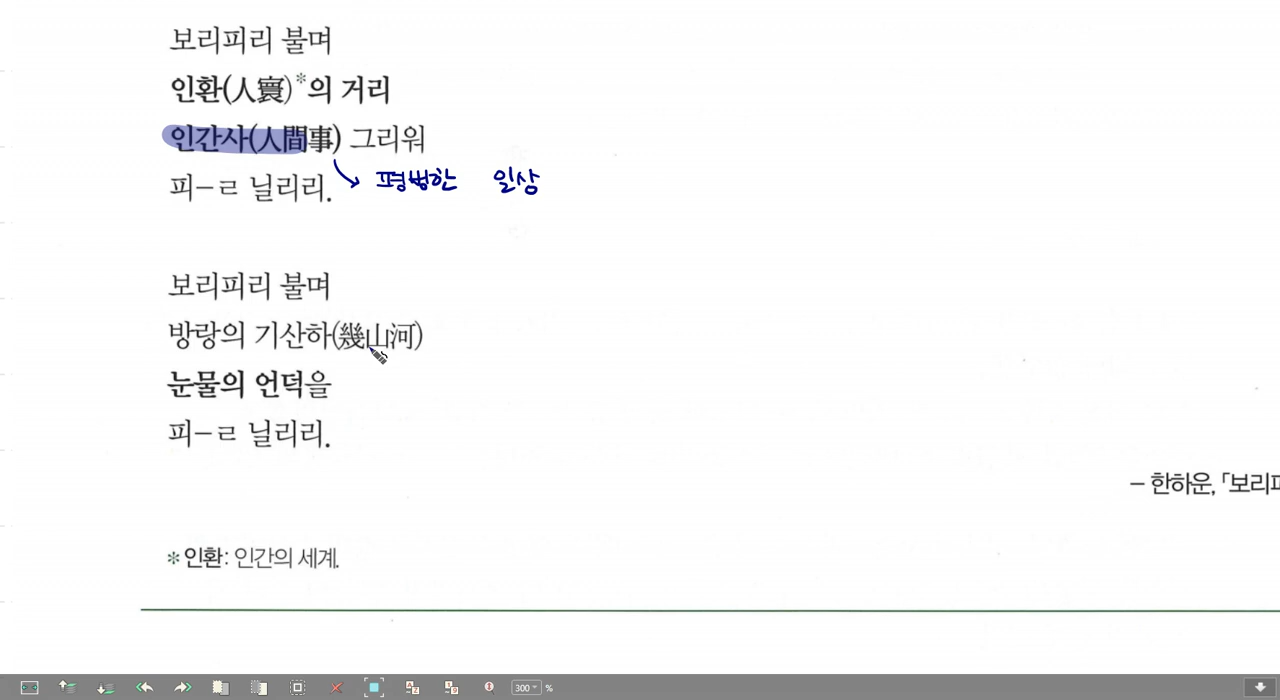 보리피리 불며
인환(人寰)*의 거리
인간사(人間事) 그리워
피-ㄹ 닐리리.
평범한 일상
보리피리 불며
방랑의 기산하(幾山河)
눈물의 언덕을
피-ㄹ 닐리리.
- 한하운, 「보리피
*인환: 인간의 세계.
300 %